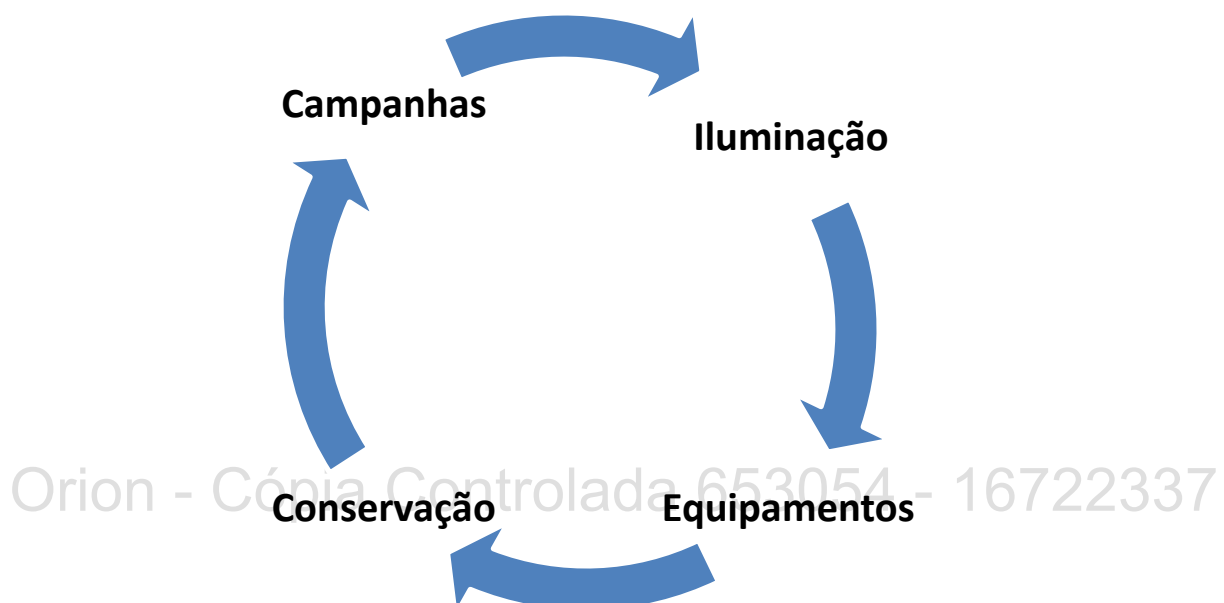 Campanhas
Iluminação
Orion - Cópia Controlada 653054 - 16722337
Conservação
Equipamentos